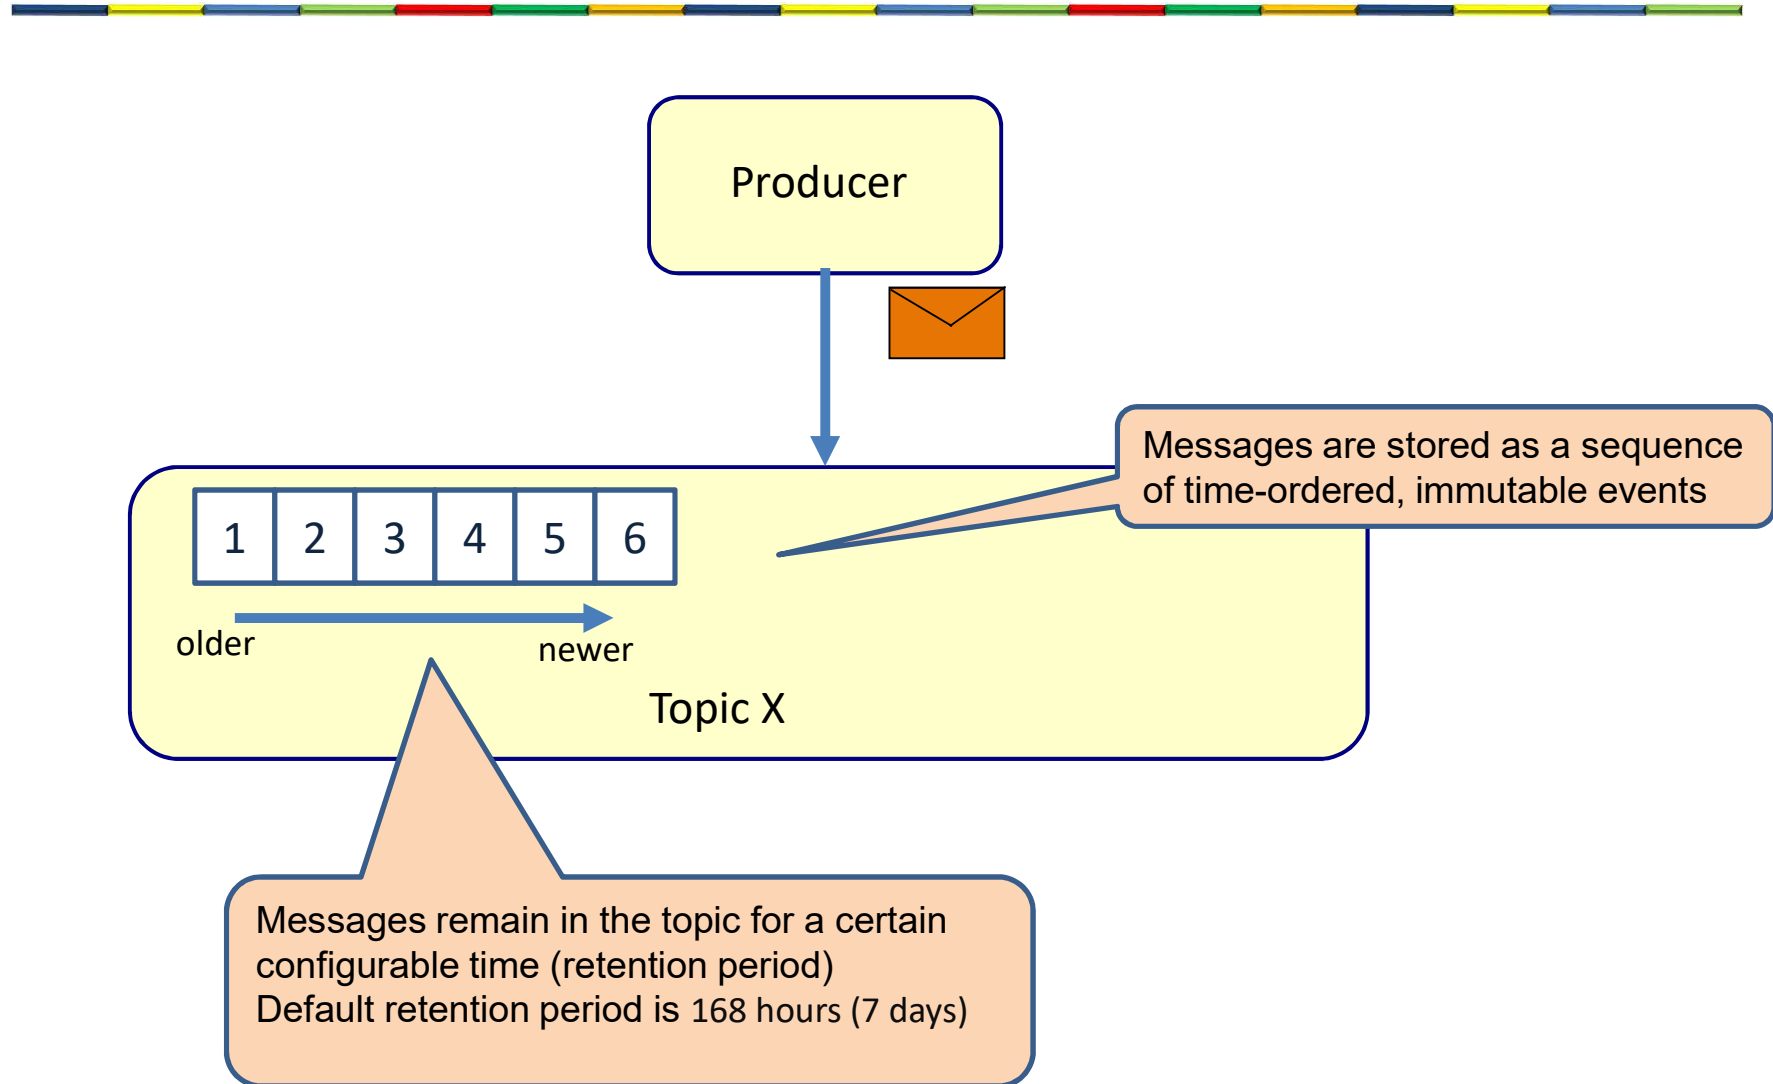 Producer
Messages are stored as a sequence
of time-ordered, immutable events
1 2 3 4 5 6
older
newer
Topic X
Messages remain in the topic for a certain
configurable time (retention period)
Default retention period is 168 hours (7 days)